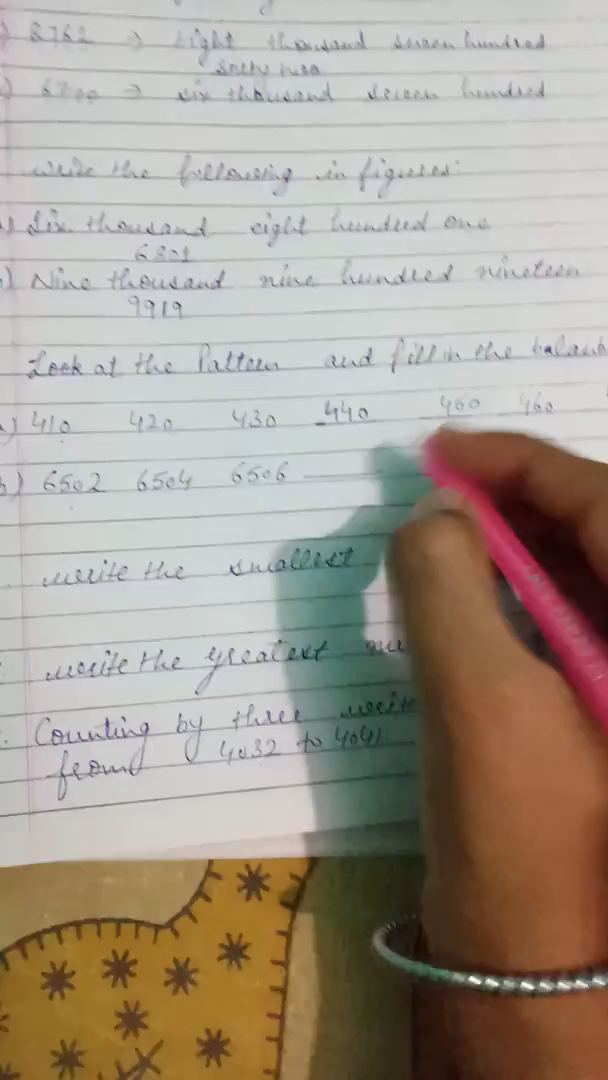 8762 → Eight thousand seven hundred
sixty two
6700 → six thousand seven hundred
write the following in figures:
Six thousand eight hundred one
6801
Nine thousand nine hundred nineteen
9919
Look at the Pattern and fill in the
a) 410 420 430 440 460
b) 6502 6504 6506
write the smallest
write the greatest
Counting by three write
from 4032 to 4041